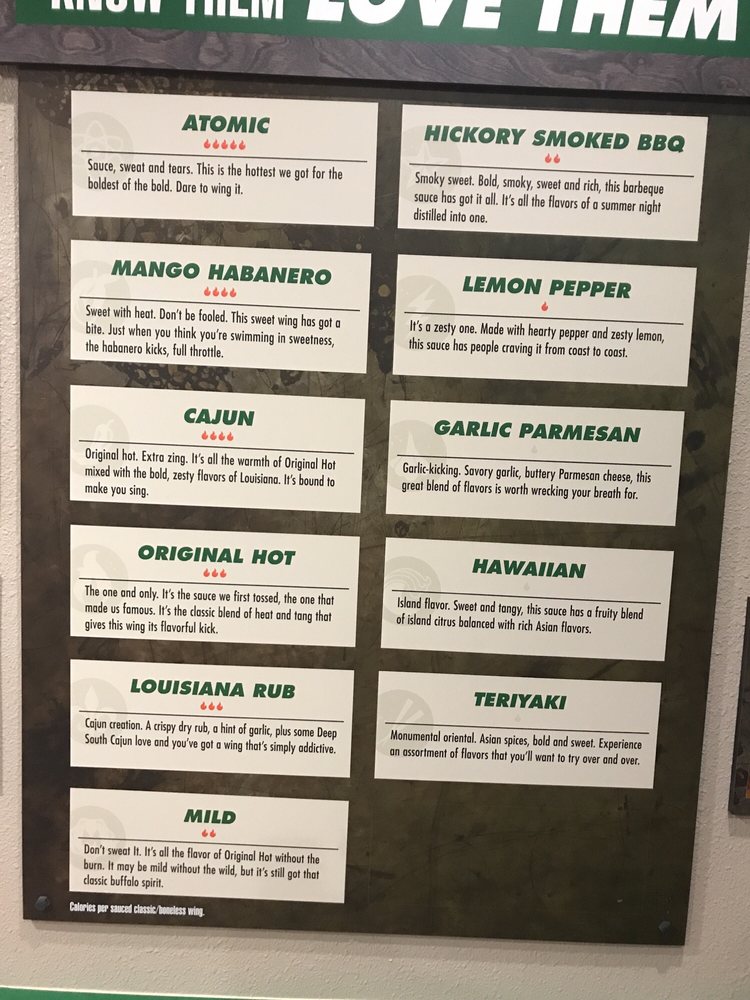 KNOW THEM LOVE THEM
ATOMIC
Sauce, sweat and tears. This is the hottest we got for the
boldest of the bold. Dare to wing it.
MANGO HABANERO
Sweet with heat. Don't be fooled. This sweet wing has got a
bite. Just when you think you're swimming in sweetness,
the habanero kicks, full throttle.
CAJUN
Original hot. Extra zing. It's all the warmth of Original Hot
mixed with the bold, zesty flavors of Louisiana. It's bound to
make you sing.
ORIGINAL HOT
The one and only. It's the sauce we first tossed, the one that
made us famous. It's the classic blend of heat and tang that
gives this wing its flavorful kick.
LOUISIANA RUB
Cajun creation. A crispy dry rub, a hint of garlic, plus some Deep
South Cajun love and you've got a wing that's simply addictive.
MILD
Don't sweat It. It's all the flavor of Original Hot without the
burn. It may be mild without the wild, but it's still got that
classic buffalo spirit.
Calories per sauced classic/boneless wing.
HICKORY SMOKED BBQ
Smoky sweet. Bold, smoky, sweet and rich, this barbeque
sauce has got it all. It's all the flavors of a summer night
distilled into one.
LEMON PEPPER
It's a zesty one. Made with hearty pepper and zesty lemon,
this sauce has people craving it from coast to coast.
GARLIC PARMESAN
Garlic-kicking. Savory garlic, buttery Parmesan cheese, this
great blend of flavors is worth wrecking your breath for.
HAWAIIAN
Island flavor. Sweet and tangy, this sauce has a fruity blend
of island citrus balanced with rich Asian flavors.
TERIYAKI
Monumental oriental. Asian spices, bold and sweet. Experience
an assortment of flavors that you'll want to try over and over.